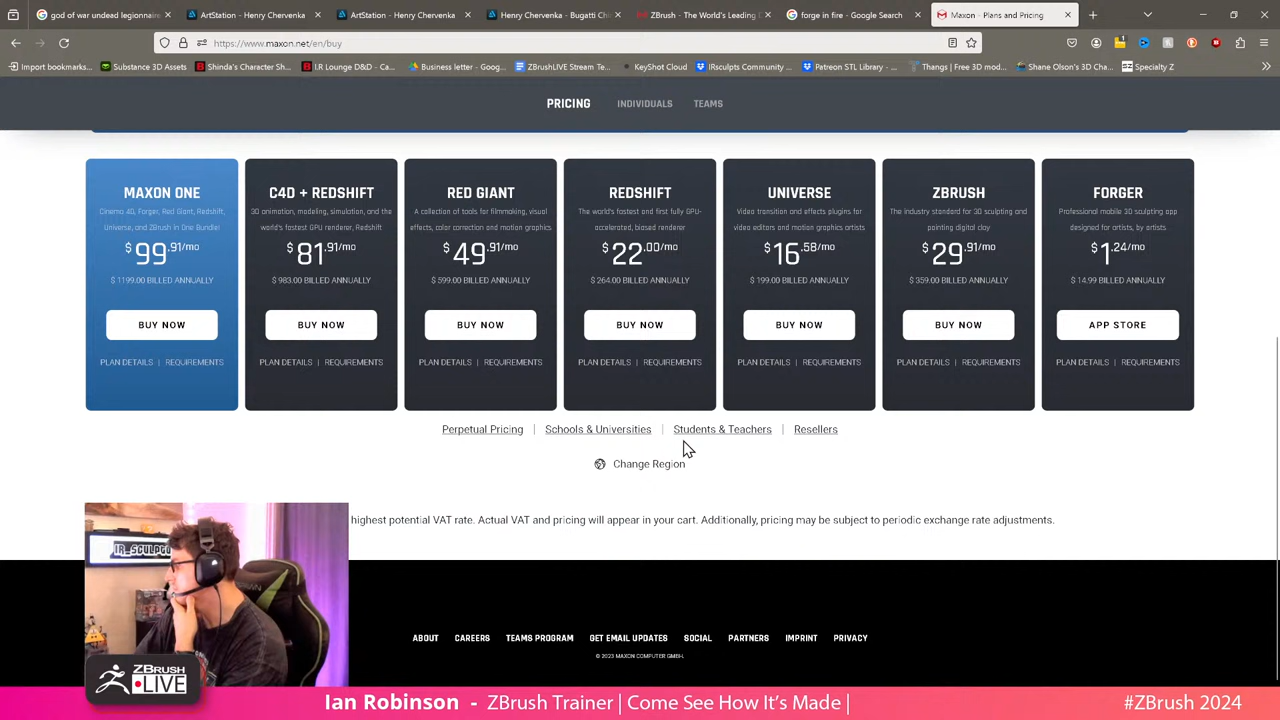 god of war undead legionnaire
ArtStation - Henry Chervenka
ArtStation - Henry Chervenka
Henry Chervenka - Bugatti Chi
ZBrush - The World's Leading
forge in fire - Google Search
Maxon - Plans and Pricing
https://www.maxon.net/en/buy
Import bookmarks...
Substance 3D Assets
Shinda's Character Sh...
I.R Lounge D&D - Ca...
Business letter - Goog...
ZBrushLIVE Stream Te...
KeyShot Cloud
IRsculpts Community ...
Patreon STL Library - ...
Thangs | Free 3D mod...
Shane Olson's 3D Cha...
Specialty Z
PRICING INDIVIDUALS TEAMS
MAXON ONE
Cinema 4D, Forger, Red Giant, Redshift,
Universe, and ZBrush in One Bundle!
$99.91/mo
$ 1199.00 BILLED ANNUALLY
BUY NOW
PLAN DETAILS | REQUIREMENTS
C4D + REDSHIFT
3D animation, modeling, simulation, and the
world's fastest GPU renderer, Redshift
$81.91/mo
$ 983.00 BILLED ANNUALLY
BUY NOW
PLAN DETAILS | REQUIREMENTS
RED GIANT
A collection of tools for filmmaking, visual
effects, color correction and motion graphics
$49.91/mo
$ 599.00 BILLED ANNUALLY
BUY NOW
PLAN DETAILS | REQUIREMENTS
REDSHIFT
The world's fastest and first fully GPU-
accelerated, biased renderer
$22.00/mo
$ 264.00 BILLED ANNUALLY
BUY NOW
PLAN DETAILS | REQUIREMENTS
UNIVERSE
Video transition and effects plugins for
video editors and motion graphics artists
$16.58/mo
$ 199.00 BILLED ANNUALLY
BUY NOW
PLAN DETAILS | REQUIREMENTS
ZBRUSH
The industry standard for 3D sculpting and
painting digital clay
$29.91/mo
$ 359.00 BILLED ANNUALLY
BUY NOW
PLAN DETAILS | REQUIREMENTS
FORGER
Professional mobile 3D sculpting app
designed for artists, by artists
$1.24/mo
$ 14.99 BILLED ANNUALLY
APP STORE
PLAN DETAILS | REQUIREMENTS
Perpetual Pricing | Schools & Universities | Students & Teachers | Resellers
Change Region
highest potential VAT rate. Actual VAT and pricing will appear in your cart. Additionally, pricing may be subject to periodic exchange rate adjustments.
IR_SCULPT
ABOUT CAREERS TEAMS PROGRAM GET EMAIL UPDATES SOCIAL PARTNERS IMPRINT PRIVACY
© 2023 MAXON COMPUTER GMBH.
ZBRUSH
LIVE
Ian Robinson - ZBrush Trainer | Come See How It's Made |
#ZBrush 2024